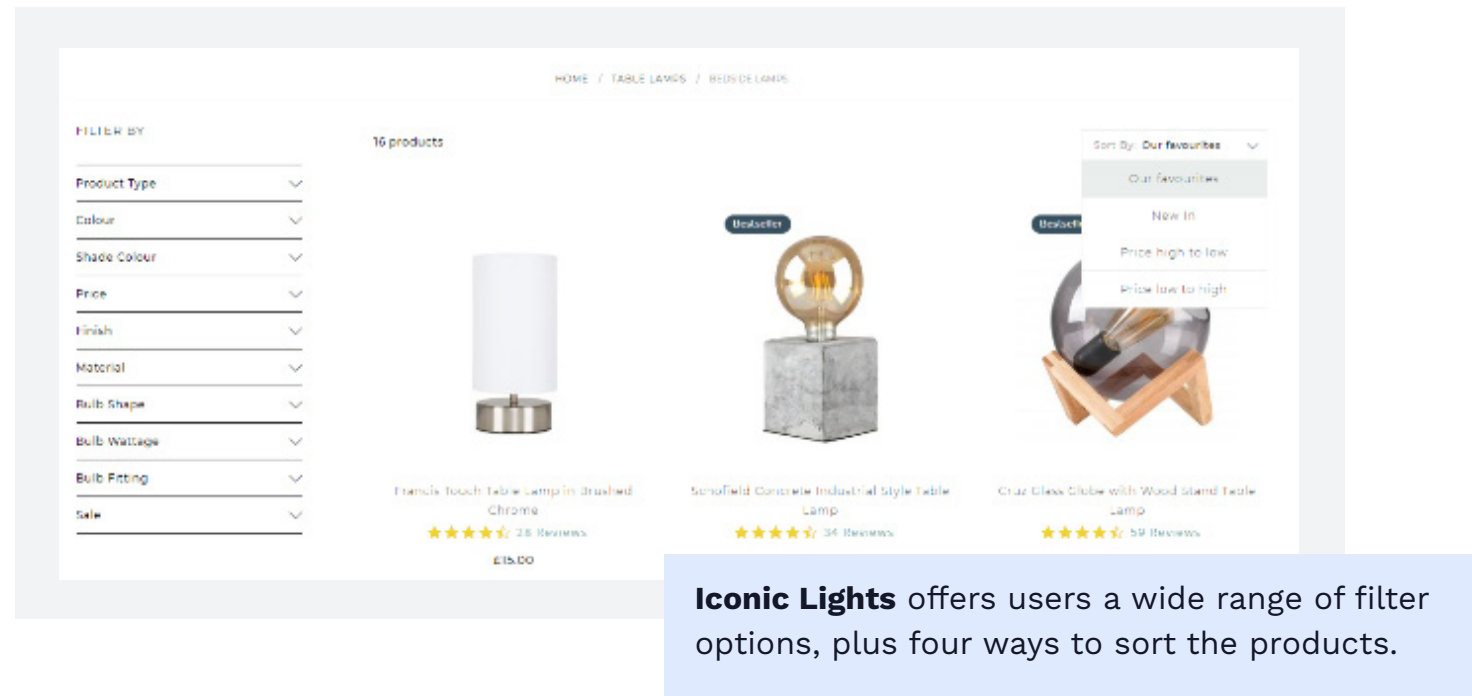 HOME / TABLE LAMPS / BEDSIDE LAMPS
FILTER BY
16 products
Sort By: Our favourites
Our favourites
New In
Price high to low
Price low to high
Product Type
Colour
Shade Colour
Price
Finish
Material
Bulb Shape
Bulb Wattage
Bulb Fitting
Sale
Bestseller
Bestsell
Francis Touch Table Lamp in Brushed
Chrome
28 Reviews
£15.00
Schofield Concrete Industrial Style Table
Lamp
34 Reviews
Cruz Glass Globe with Wood Stand Table
Lamp
59 Reviews
Iconic Lights offers users a wide range of filter
options, plus four ways to sort the products.